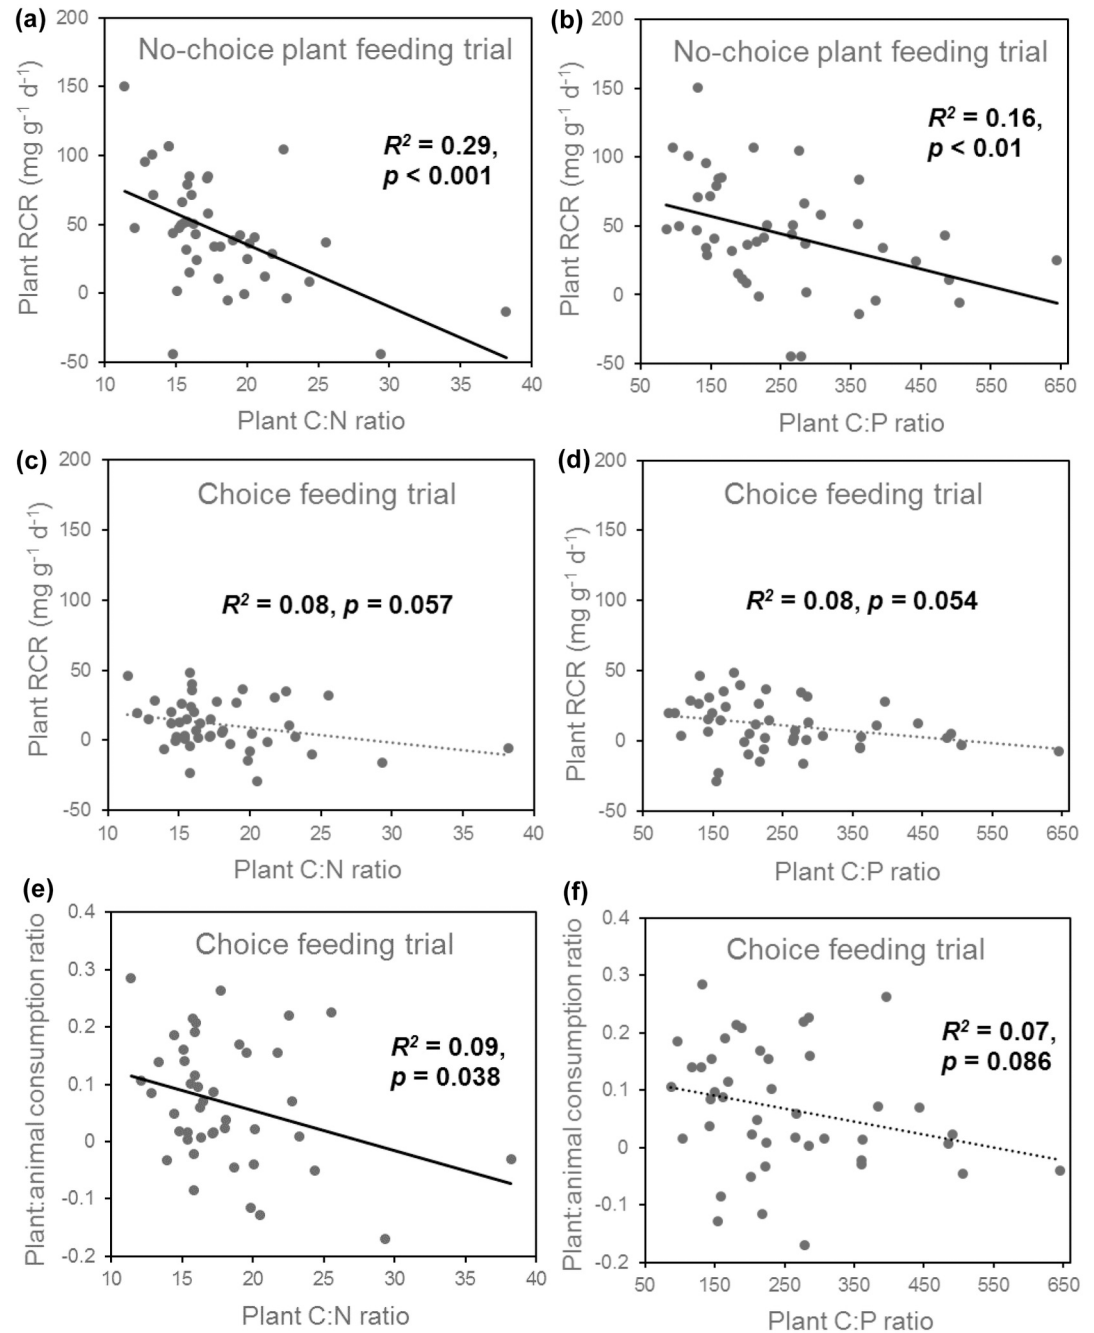 (a)
200
150
100
50
0
-50
10 15 20 25 30 35 40
Plant RCR (mg g-1 d-1)
No-choice plant feeding trial
R2 = 0.29,
p < 0.001
Plant C:N ratio
(b)
200
150
100
50
0
-50
50 150 250 350 450 550 650
Plant RCR (mg g-1 d-1)
No-choice plant feeding trial
R2 = 0.16,
p < 0.01
Plant C:P ratio
(c)
200
150
100
50
0
-50
10 15 20 25 30 35 40
Plant RCR (mg g-1 d-1)
Choice feeding trial
R2 = 0.08, p = 0.057
Plant C:N ratio
(d)
200
150
100
50
0
-50
50 150 250 350 450 550 650
Plant RCR (mg g-1 d-1)
Choice feeding trial
R2 = 0.08, p = 0.054
Plant C:P ratio
(e)
0.4
0.3
0.2
0.1
0
-0.1
-0.2
10 15 20 25 30 35 40
Plant:animal consumption ratio
Choice feeding trial
R2 = 0.09,
p = 0.038
Plant C:N ratio
(f)
0.4
0.3
0.2
0.1
0
-0.1
-0.2
50 150 250 350 450 550 650
Plant:animal consumption ratio
Choice feeding trial
R2 = 0.07,
p = 0.086
Plant C:P ratio